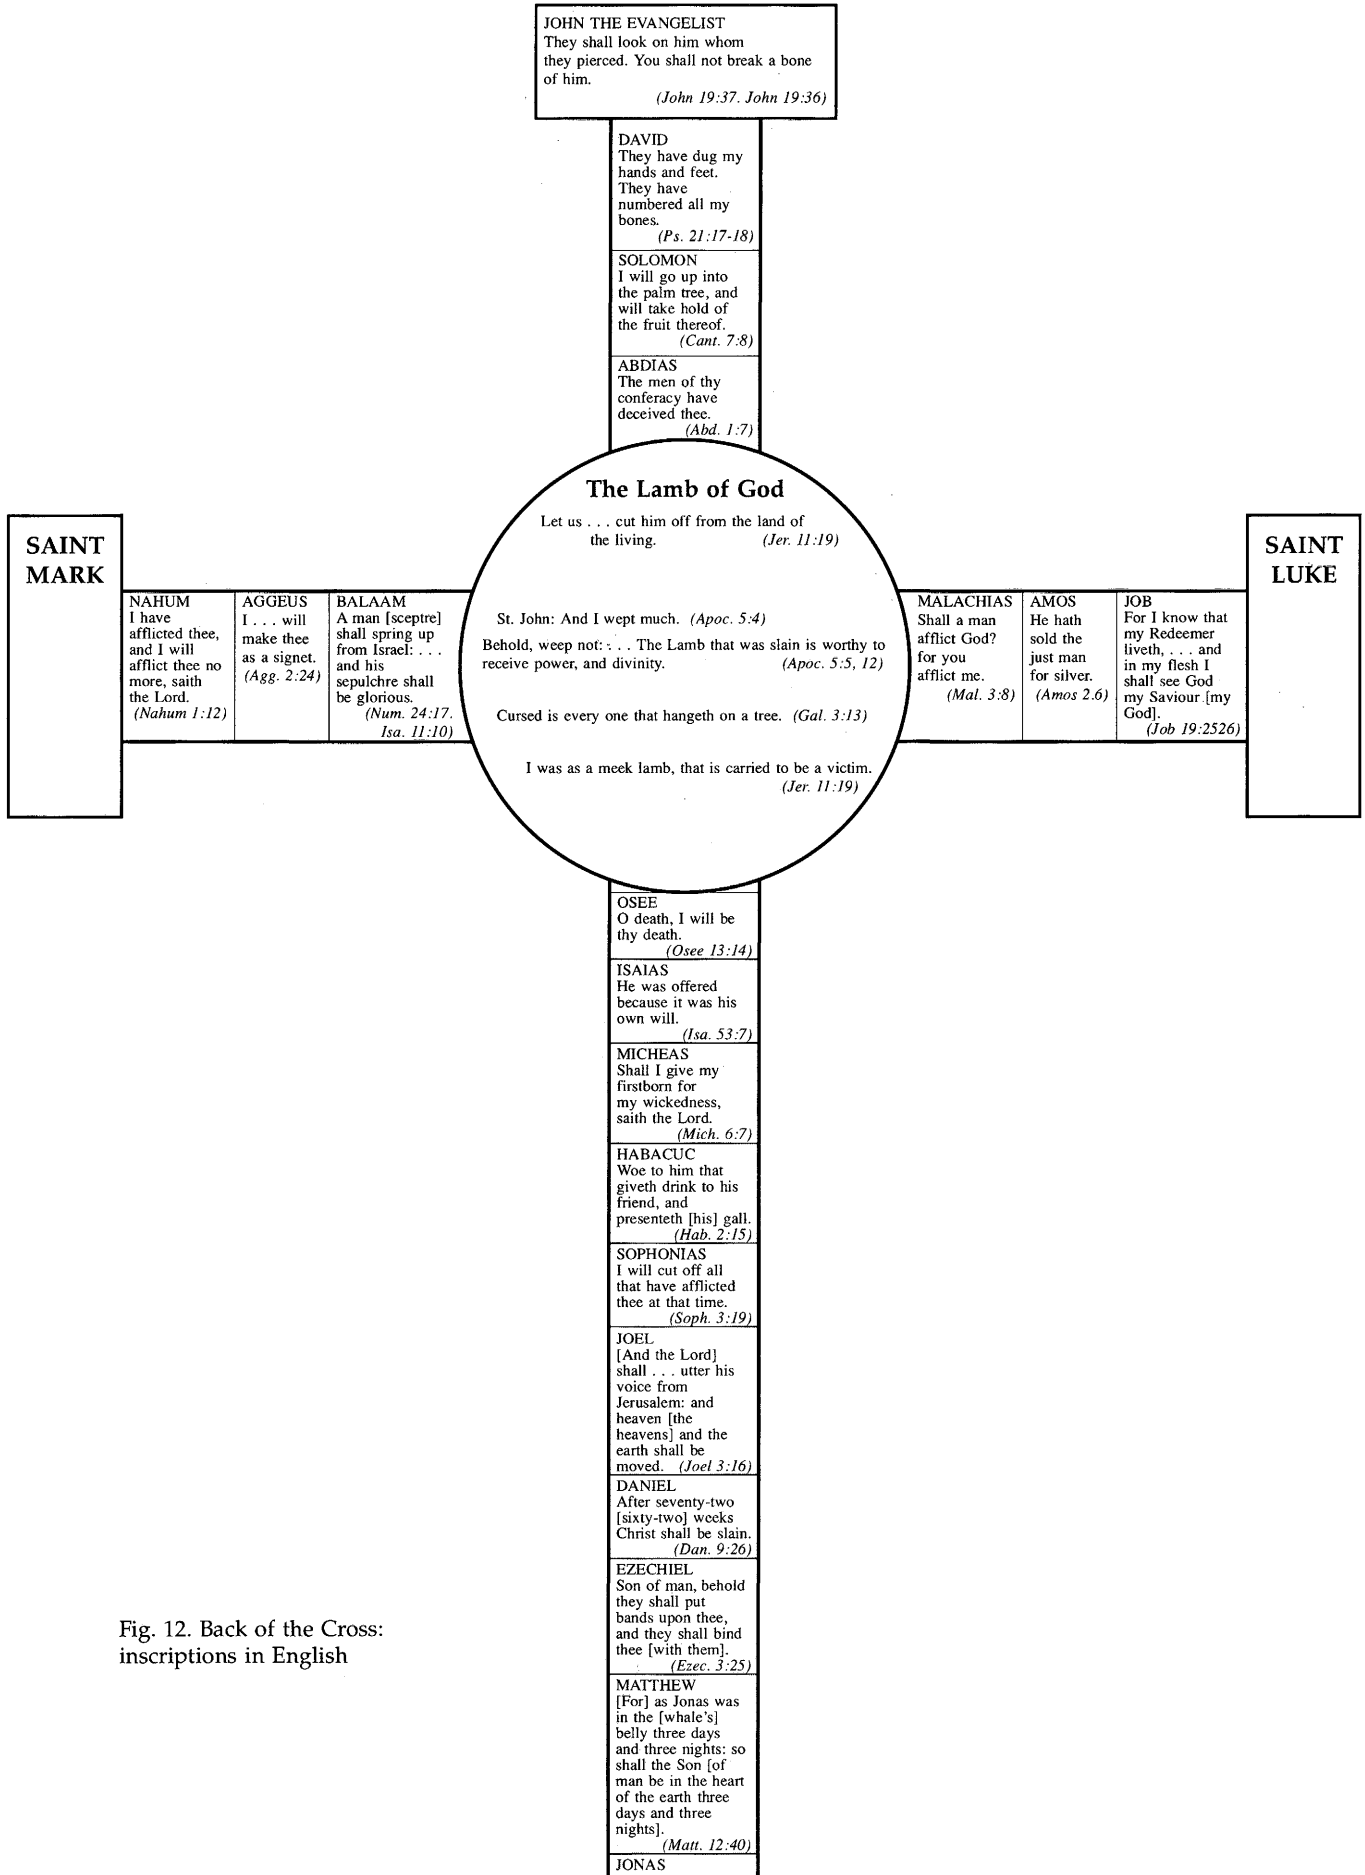 JOHN THE EVANGELIST
They shall look on him whom
they pierced. You shall not break a bone
of him.
(John 19:37. John 19:36)
DAVID
They have dug my
hands and feet.
They have
numbered all my
bones.
(Ps. 21:17-18)
SOLOMON
I will go up into
the palm tree, and
will take hold of
the fruit thereof.
(Cant. 7:8)
ABDIAS
The men of thy
conferacy have
deceived thee.
(Abd. 1:7)
The Lamb of God
Let us . . . cut him off from the land of
the living. (Jer. 11:19)
St. John: And I wept much. (Apoc. 5:4)
Behold, weep not: . . . The Lamb that was slain is worthy to
receive power, and divinity. (Apoc. 5:5, 12)
Cursed is every one that hangeth on a tree. (Gal. 3:13)
I was as a meek lamb, that is carried to be a victim.
(Jer. 11:19)
SAINT
MARK
NAHUM
I have
afflicted thee,
and I will
afflict thee no
more, saith
the Lord.
(Nahum 1:12)
AGGEUS
I . . . will
make thee
as a signet.
(Agg. 2:24)
BALAAM
A man [sceptre]
shall spring up
from Israel: . . .
and his
sepulchre shall
be glorious.
(Num. 24:17.
Isa. 11:10)
MALACHIAS
Shall a man
afflict God?
for you
afflict me.
(Mal. 3:8)
AMOS
He hath
sold the
just man
for silver.
(Amos 2.6)
JOB
For I know that
my Redeemer
liveth, . . . and
in my flesh I
shall see God
my Saviour [my
God].
(Job 19:2526)
SAINT
LUKE
OSEE
O death, I will be
thy death.
(Osee 13:14)
ISAIAS
He was offered
because it was his
own will.
(Isa. 53:7)
MICHEAS
Shall I give my
firstborn for
my wickedness,
saith the Lord.
(Mich. 6:7)
HABACUC
Woe to him that
giveth drink to his
friend, and
presenteth [his] gall.
(Hab. 2:15)
SOPHONIAS
I will cut off all
that have afflicted
thee at that time.
(Soph. 3:19)
JOEL
[And the Lord]
shall . . . utter his
voice from
Jerusalem: and
heaven [the
heavens] and the
earth shall be
moved. (Joel 3:16)
DANIEL
After seventy-two
[sixty-two] weeks
Christ shall be slain.
(Dan. 9:26)
EZECHIEL
Son of man, behold
they shall put
bands upon thee,
and they shall bind
thee [with them].
(Ezec. 3:25)
MATTHEW
[For] as Jonas was
in the [whale's]
belly three days
and three nights: so
shall the Son [of
man be in the heart
of the earth three
days and three
nights].
(Matt. 12:40)
JONAS
Fig. 12. Back of the Cross:
inscriptions in English